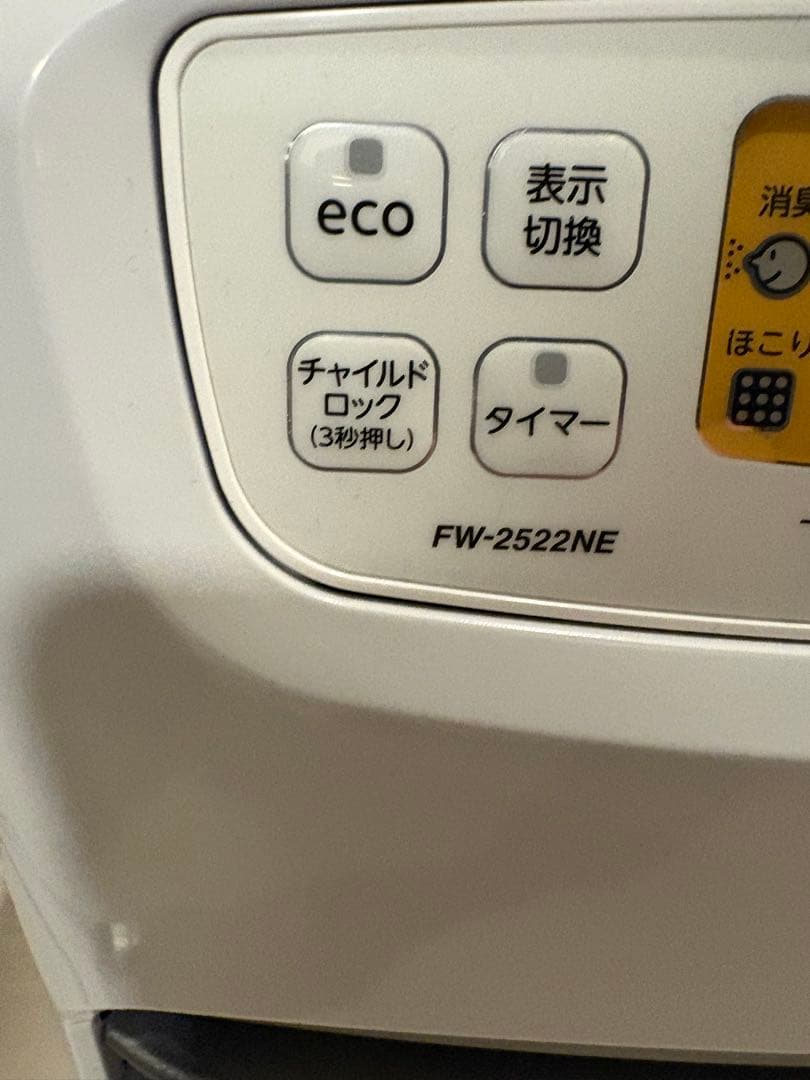 eco
表示
切換
消臭
チャイルド
ロック
(3秒押し)
タイマー
ほこり
FW-2522NE